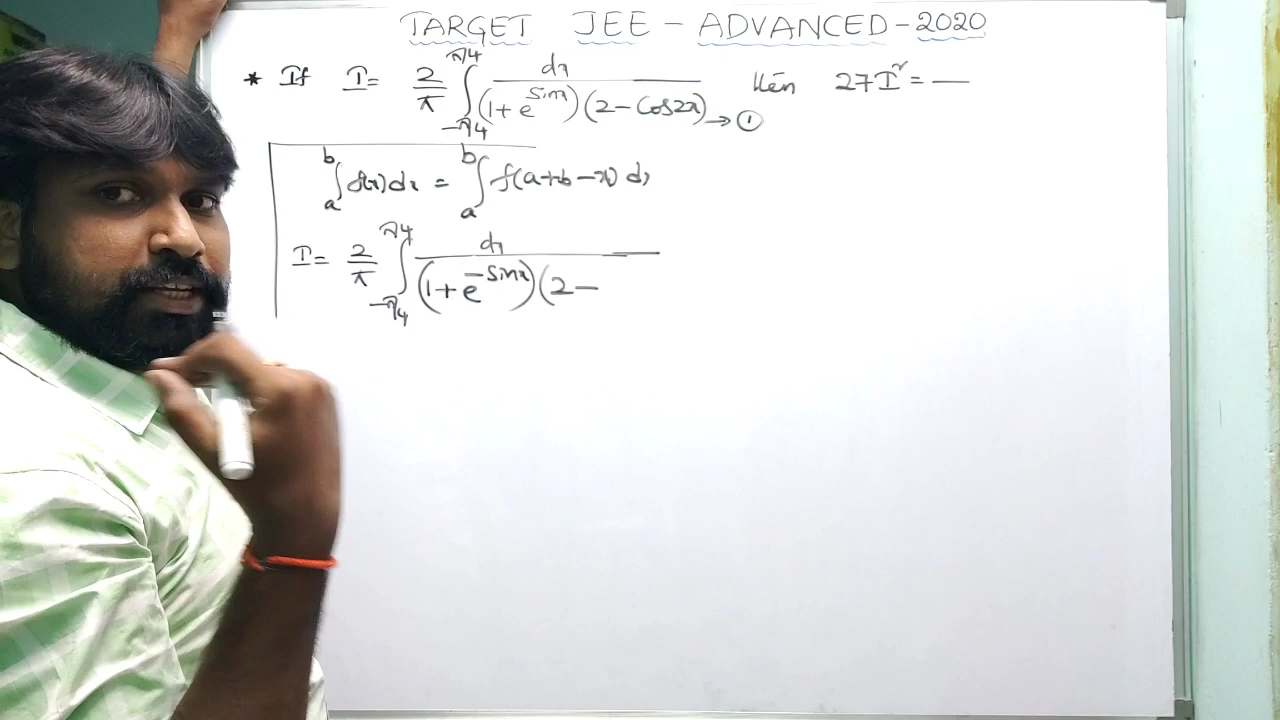 TARGET JEE - ADVANCED - 2020
* If I = 2/π ∫_{-π/4}^{π/4} dx / (1+e^{sinx})(2-cos2x) then 27I² = —
→ ①
∫_a^b f(x)dx = ∫_a^b f(a+b-x) dx
I = 2/π ∫_{-π/4}^{π/4} dx / (1+e^{-sinx})(2-